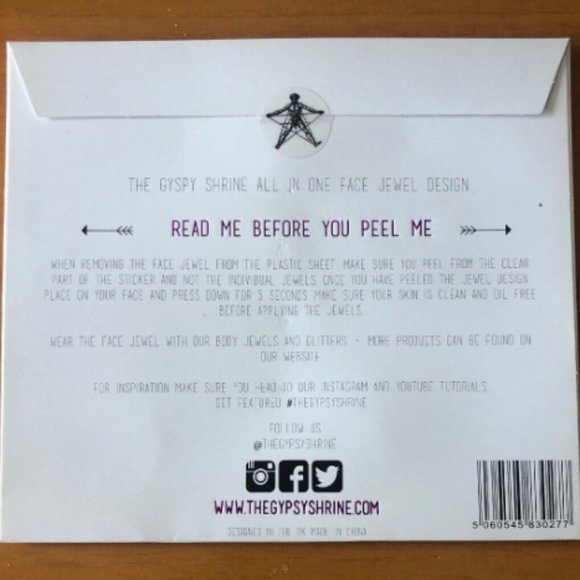 THE GYSPY SHRINE ALL IN ONE FACE JEWEL DESIGN
READ ME BEFORE YOU PEEL ME
WHEN REMOVING THE FACE JEWEL FROM THE PLASTIC SHEET MAKE SURE YOU PEEL FROM THE CLEAR
PART OF THE STICKER AND NOT THE INDIVIDUAL JEWELS ONCE YOU HAVE PEELED THE JEWEL DESIGN
PLACE ON YOUR FACE AND PRESS DOWN FOR 5 SECONDS MAKE SURE YOUR SKIN IS CLEAN AND OIL FREE
BEFORE APPLYING THE JEWELS.
WEAR THE FACE JEWEL WITH OUR BODY JEWELS AND GLITTERS - MORE PRODUCTS CAN BE FOUND ON
OUR WEBSITE
FOR INSPIRATION MAKE SURE YOU HEAD TO OUR INSTAGRAM AND YOUTUBE TUTORIALS.
GET FEATURED #THEGYPSYSHRINE
FOLLOW US
@THEGYPSYSHRINE
WWW.THEGYPSYSHRINE.COM
DESIGNED IN THE UK MADE IN CHINA
5 060545 830277